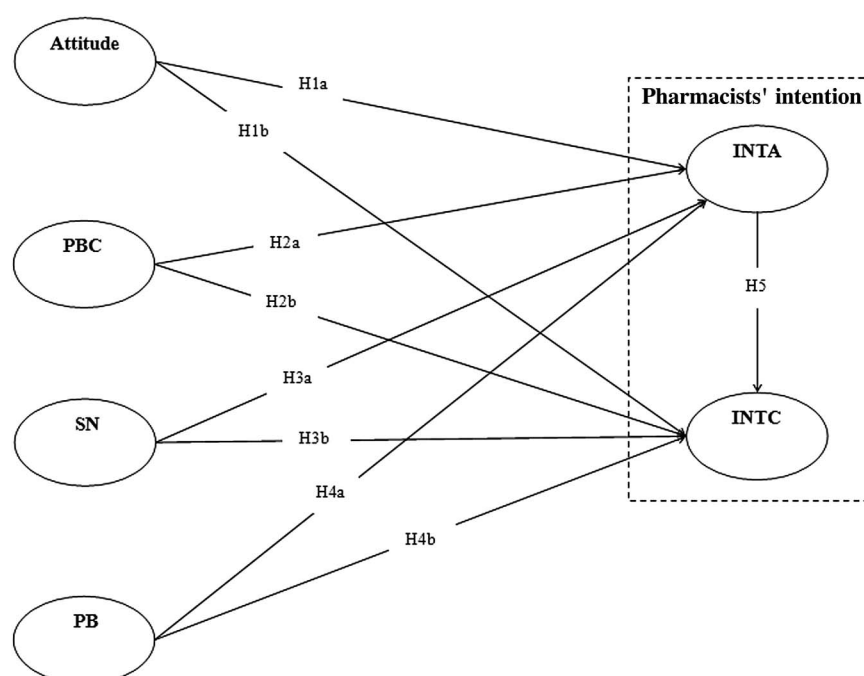 Attitude
H1a
Pharmacists' intention
H1b
INTA
PBC
H2a
H2b
H5
H3a
SN
H3b
INTC
H4a
H4b
PB